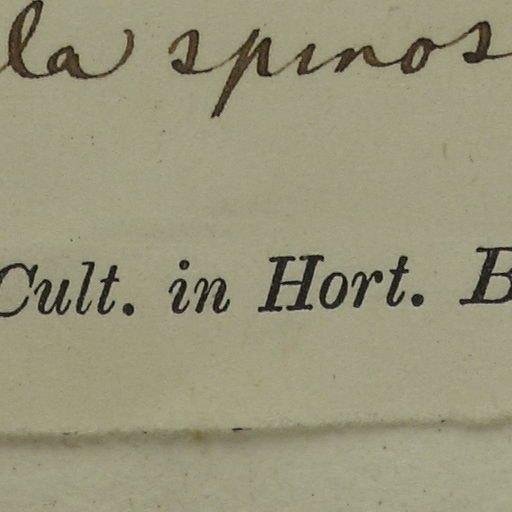 la spinos
Cult. in Hort. B